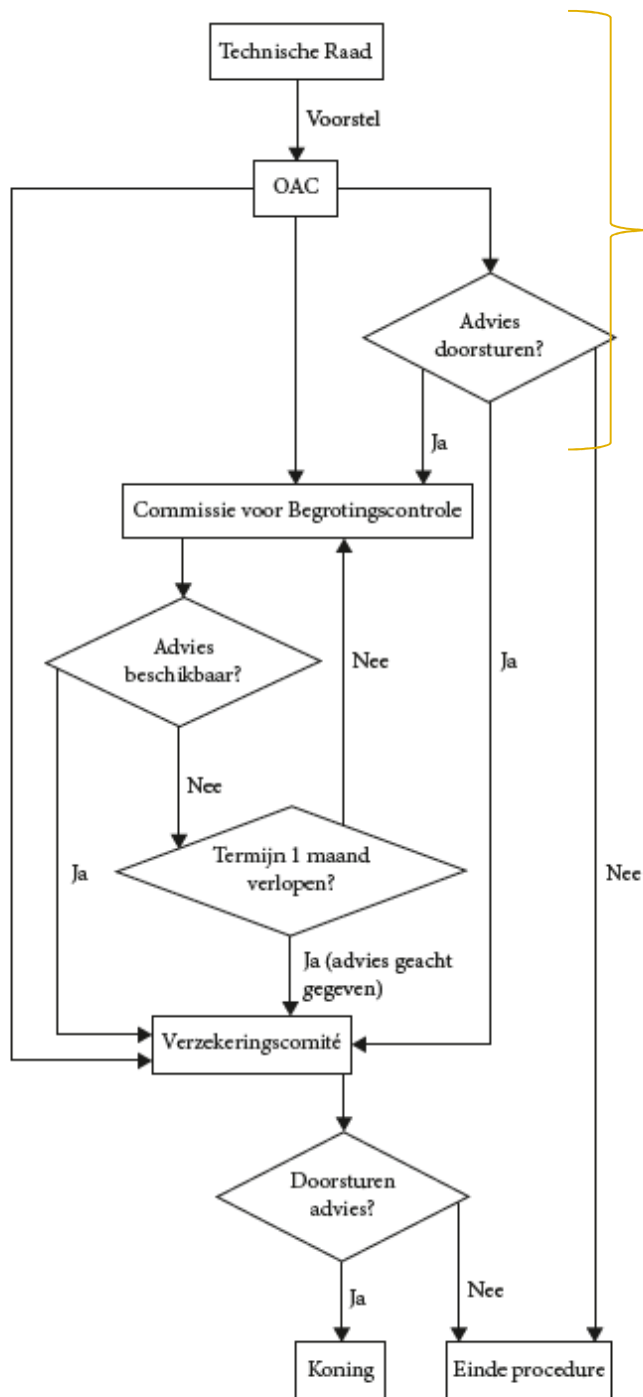 Technische Raad
Voorstel
OAC
Advies
doorsturen?
Ja
Commissie voor Begrotingscontrole
Advies
beschikbaar?
Nee
Ja
Nee
Termijn 1 maand
verlopen?
Ja
Nee
Ja (advies geacht
gegeven)
Verzekeringscomité
Doorsturen
advies?
Ja
Nee
Koning
Einde procedure